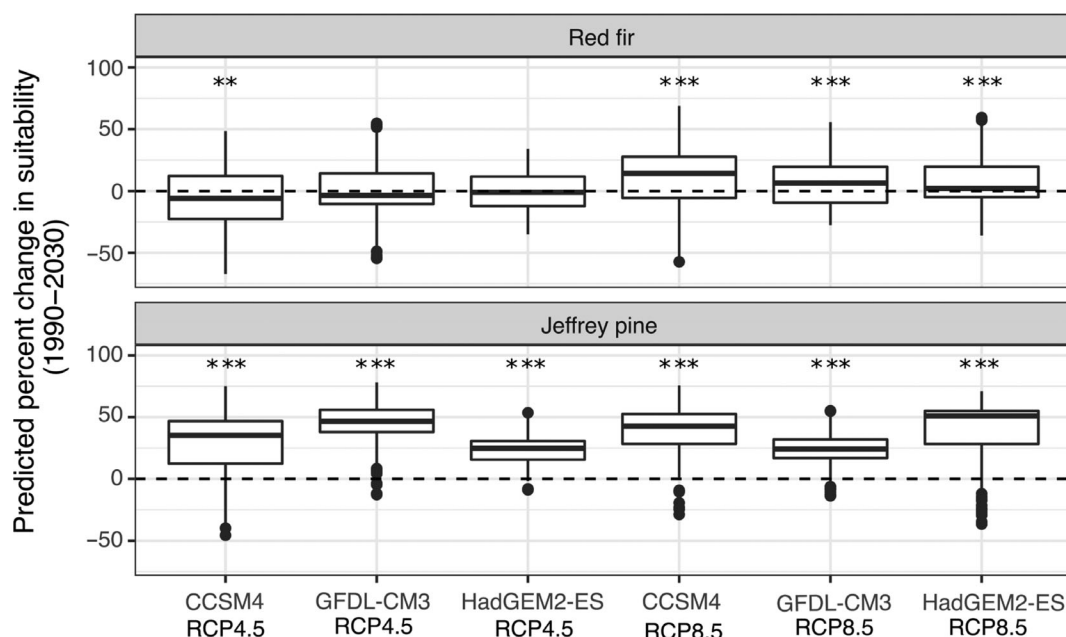 Predicted percent change in suitability
(1990−2030)
Red fir
100
50
0
−50
** *** *** ***
Jeffrey pine
100
50
0
−50
*** *** *** *** *** ***
CCSM4 GFDL-CM3 HadGEM2-ES CCSM4 GFDL-CM3 HadGEM2-ES
RCP4.5 RCP4.5 RCP4.5 RCP8.5 RCP8.5 RCP8.5